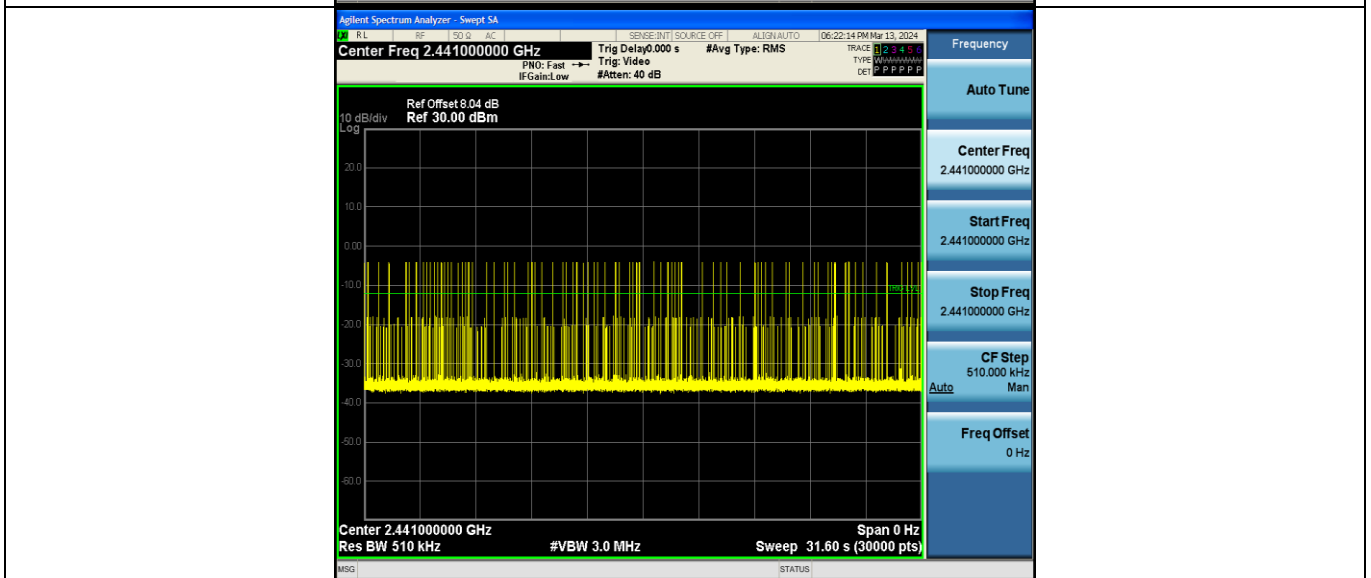 Agilent Spectrum Analyzer - Swept SA
RL RF 50 Ω AC SENSE:INT SOURCE OFF ALIGNAUTO 06:22:14 PM Mar 13, 2024
Center Freq 2.441000000 GHz
PNO: Fast
IFGain:Low
Trig Delay0.000 s
Trig: Video
#Atten: 40 dB
#Avg Type: RMS
TRACE 1 2 3 4 5 6
TYPE
DET P P P P P P
Frequency
Auto Tune
Center Freq
2.441000000 GHz
Start Freq
2.441000000 GHz
Stop Freq
2.441000000 GHz
CF Step
510.000 kHz
Auto Man
Freq Offset
0 Hz
Ref Offset 8.04 dB
10 dB/div Ref 30.00 dBm
Log
20.0
10.0
0.00
-10.0
TRIG LVL
-20.0
-30.0
-40.0
-50.0
-60.0
Center 2.441000000 GHz Span 0 Hz
Res BW 510 kHz #VBW 3.0 MHz Sweep 31.60 s (30000 pts)
MSG STATUS